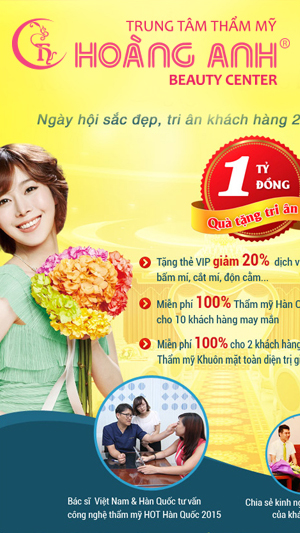 TRUNG TÂM THẨM MỸ
HOÀNG ANH®
BEAUTY CENTER
Ngày hội sắc đẹp, tri ân khách hàng 2
1 TỶ
ĐỒNG
Quà tặng tri ân
Tặng thẻ VIP giảm 20% dịch v
bấm mí, cắt mí, độn cằm...
Miễn phí 100% Thẩm mỹ Hàn Q
cho 10 khách hàng may mắn
Miễn phí 100% cho 2 khách hàng
Thẩm mỹ Khuôn mặt toàn diện trị g
Bác sĩ Việt Nam & Hàn Quốc tư vấn
công nghệ thẩm mỹ HOT Hàn Quốc 2015
Chia sẻ kinh ng
của khá